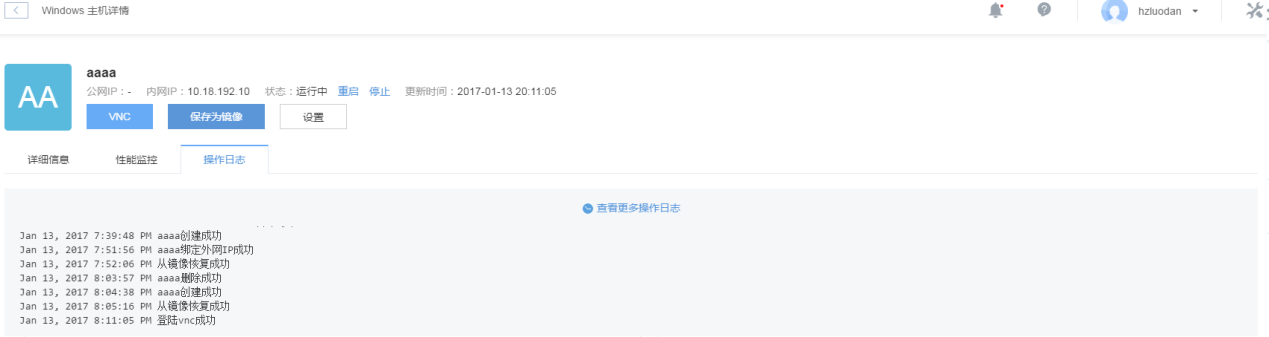 Windows 主机详情
hzluodan
AA
aaaa
公网IP：- 内网IP：10.18.192.10 状态：运行中 重启 停止 更新时间：2017-01-13 20:11:05
VNC 保存为镜像 设置
详细信息 性能监控 操作日志
查看更多操作日志
Jan 13, 2017 7:39:48 PM aaaa创建成功
Jan 13, 2017 7:51:56 PM aaaa绑定外网IP成功
Jan 13, 2017 7:52:06 PM 从镜像恢复成功
Jan 13, 2017 8:03:57 PM aaaa删除成功
Jan 13, 2017 8:04:38 PM aaaa创建成功
Jan 13, 2017 8:05:16 PM 从镜像恢复成功
Jan 13, 2017 8:11:05 PM 登陆vnc成功